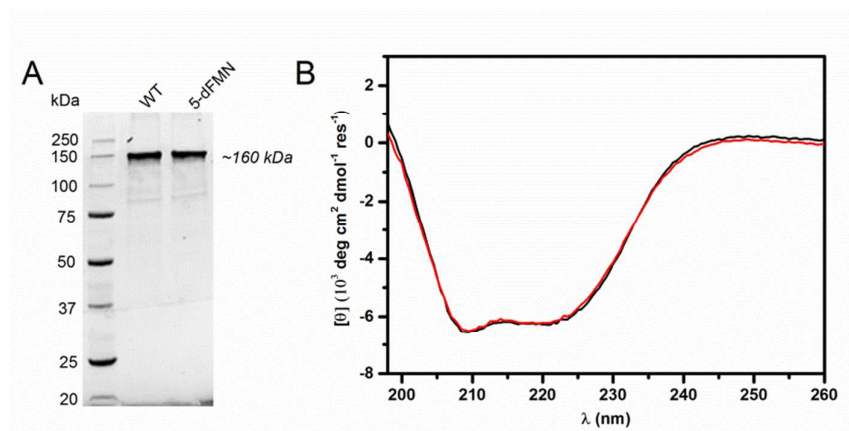 A
kDa
WT
5-dFMN
250
150
100
75
50
37
25
20
~160 kDa
B
[θ] (10³ deg cm² dmol⁻¹ res⁻¹)
2
0
-2
-4
-6
-8
200 210 220 230 240 250 260
λ (nm)